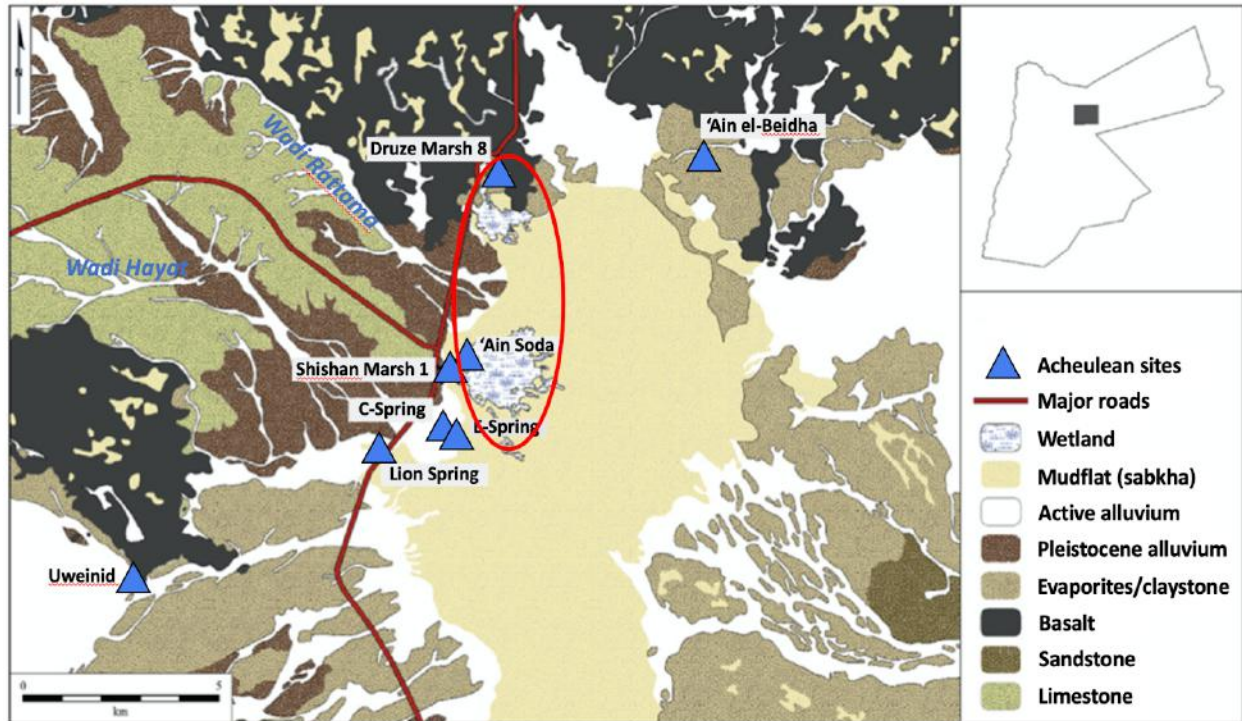 N
'Ain el-Beidha
Druze Marsh 8
Wadi Rattama
Wadi Hayat
'Ain Soda
Shishan Marsh 1
C-Spring
E-Spring
Lion Spring
Uweinid
0 5
km
Acheulean sites
Major roads
Wetland
Mudflat (sabkha)
Active alluvium
Pleistocene alluvium
Evaporites/claystone
Basalt
Sandstone
Limestone